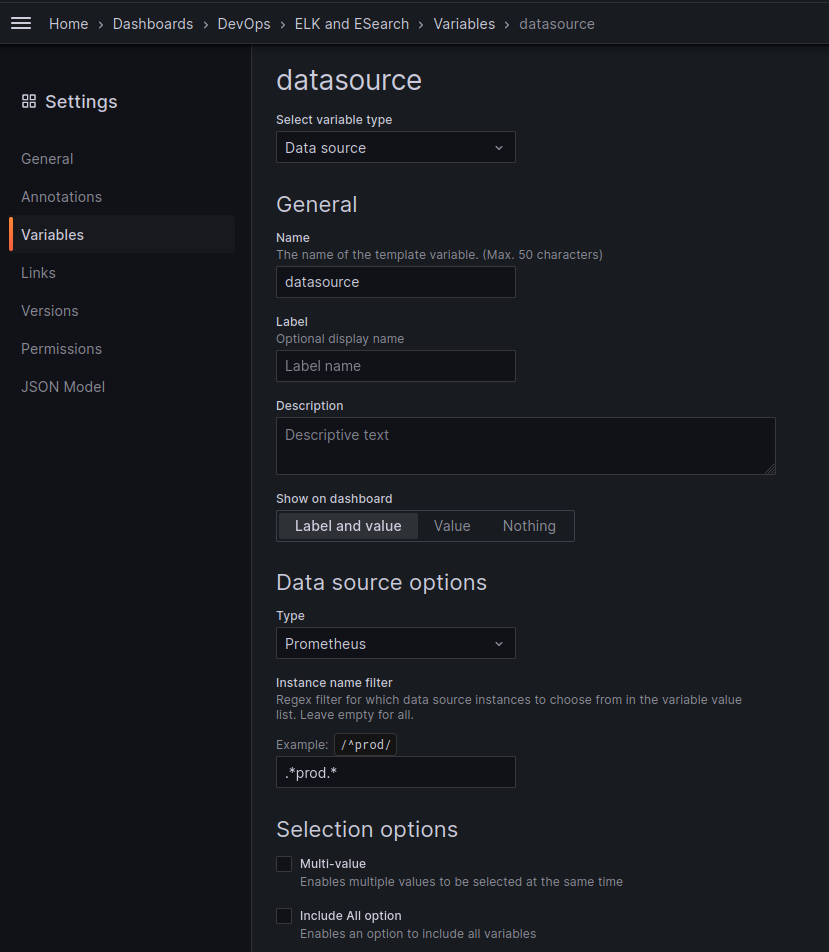 Home › Dashboards › DevOps › ELK and ESearch › Variables › datasource
Settings
General
Annotations
Variables
Links
Versions
Permissions
JSON Model
datasource
Select variable type
Data source
General
Name
The name of the template variable. (Max. 50 characters)
datasource
Label
Optional display name
Label name
Description
Descriptive text
Show on dashboard
Label and value Value Nothing
Data source options
Type
Prometheus
Instance name filter
Regex filter for which data source instances to choose from in the variable value
list. Leave empty for all.
Example: /^prod/
.*prod.*
Selection options
Multi-value
Enables multiple values to be selected at the same time
Include All option
Enables an option to include all variables